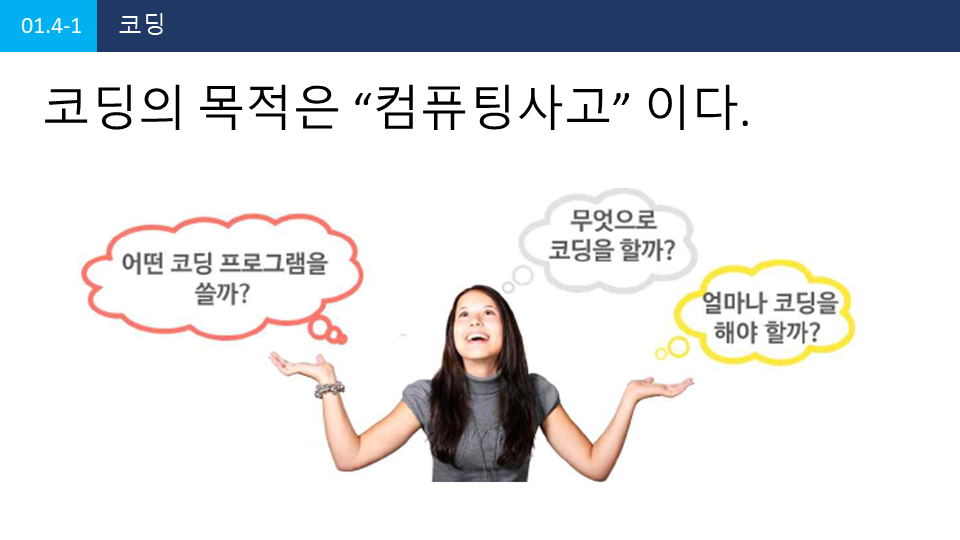 01.4-1 코딩
코딩의 목적은 “컴퓨팅사고” 이다.
어떤 코딩 프로그램을
쓸까?
무엇으로
코딩을 할까?
얼마나 코딩을
해야 할까?